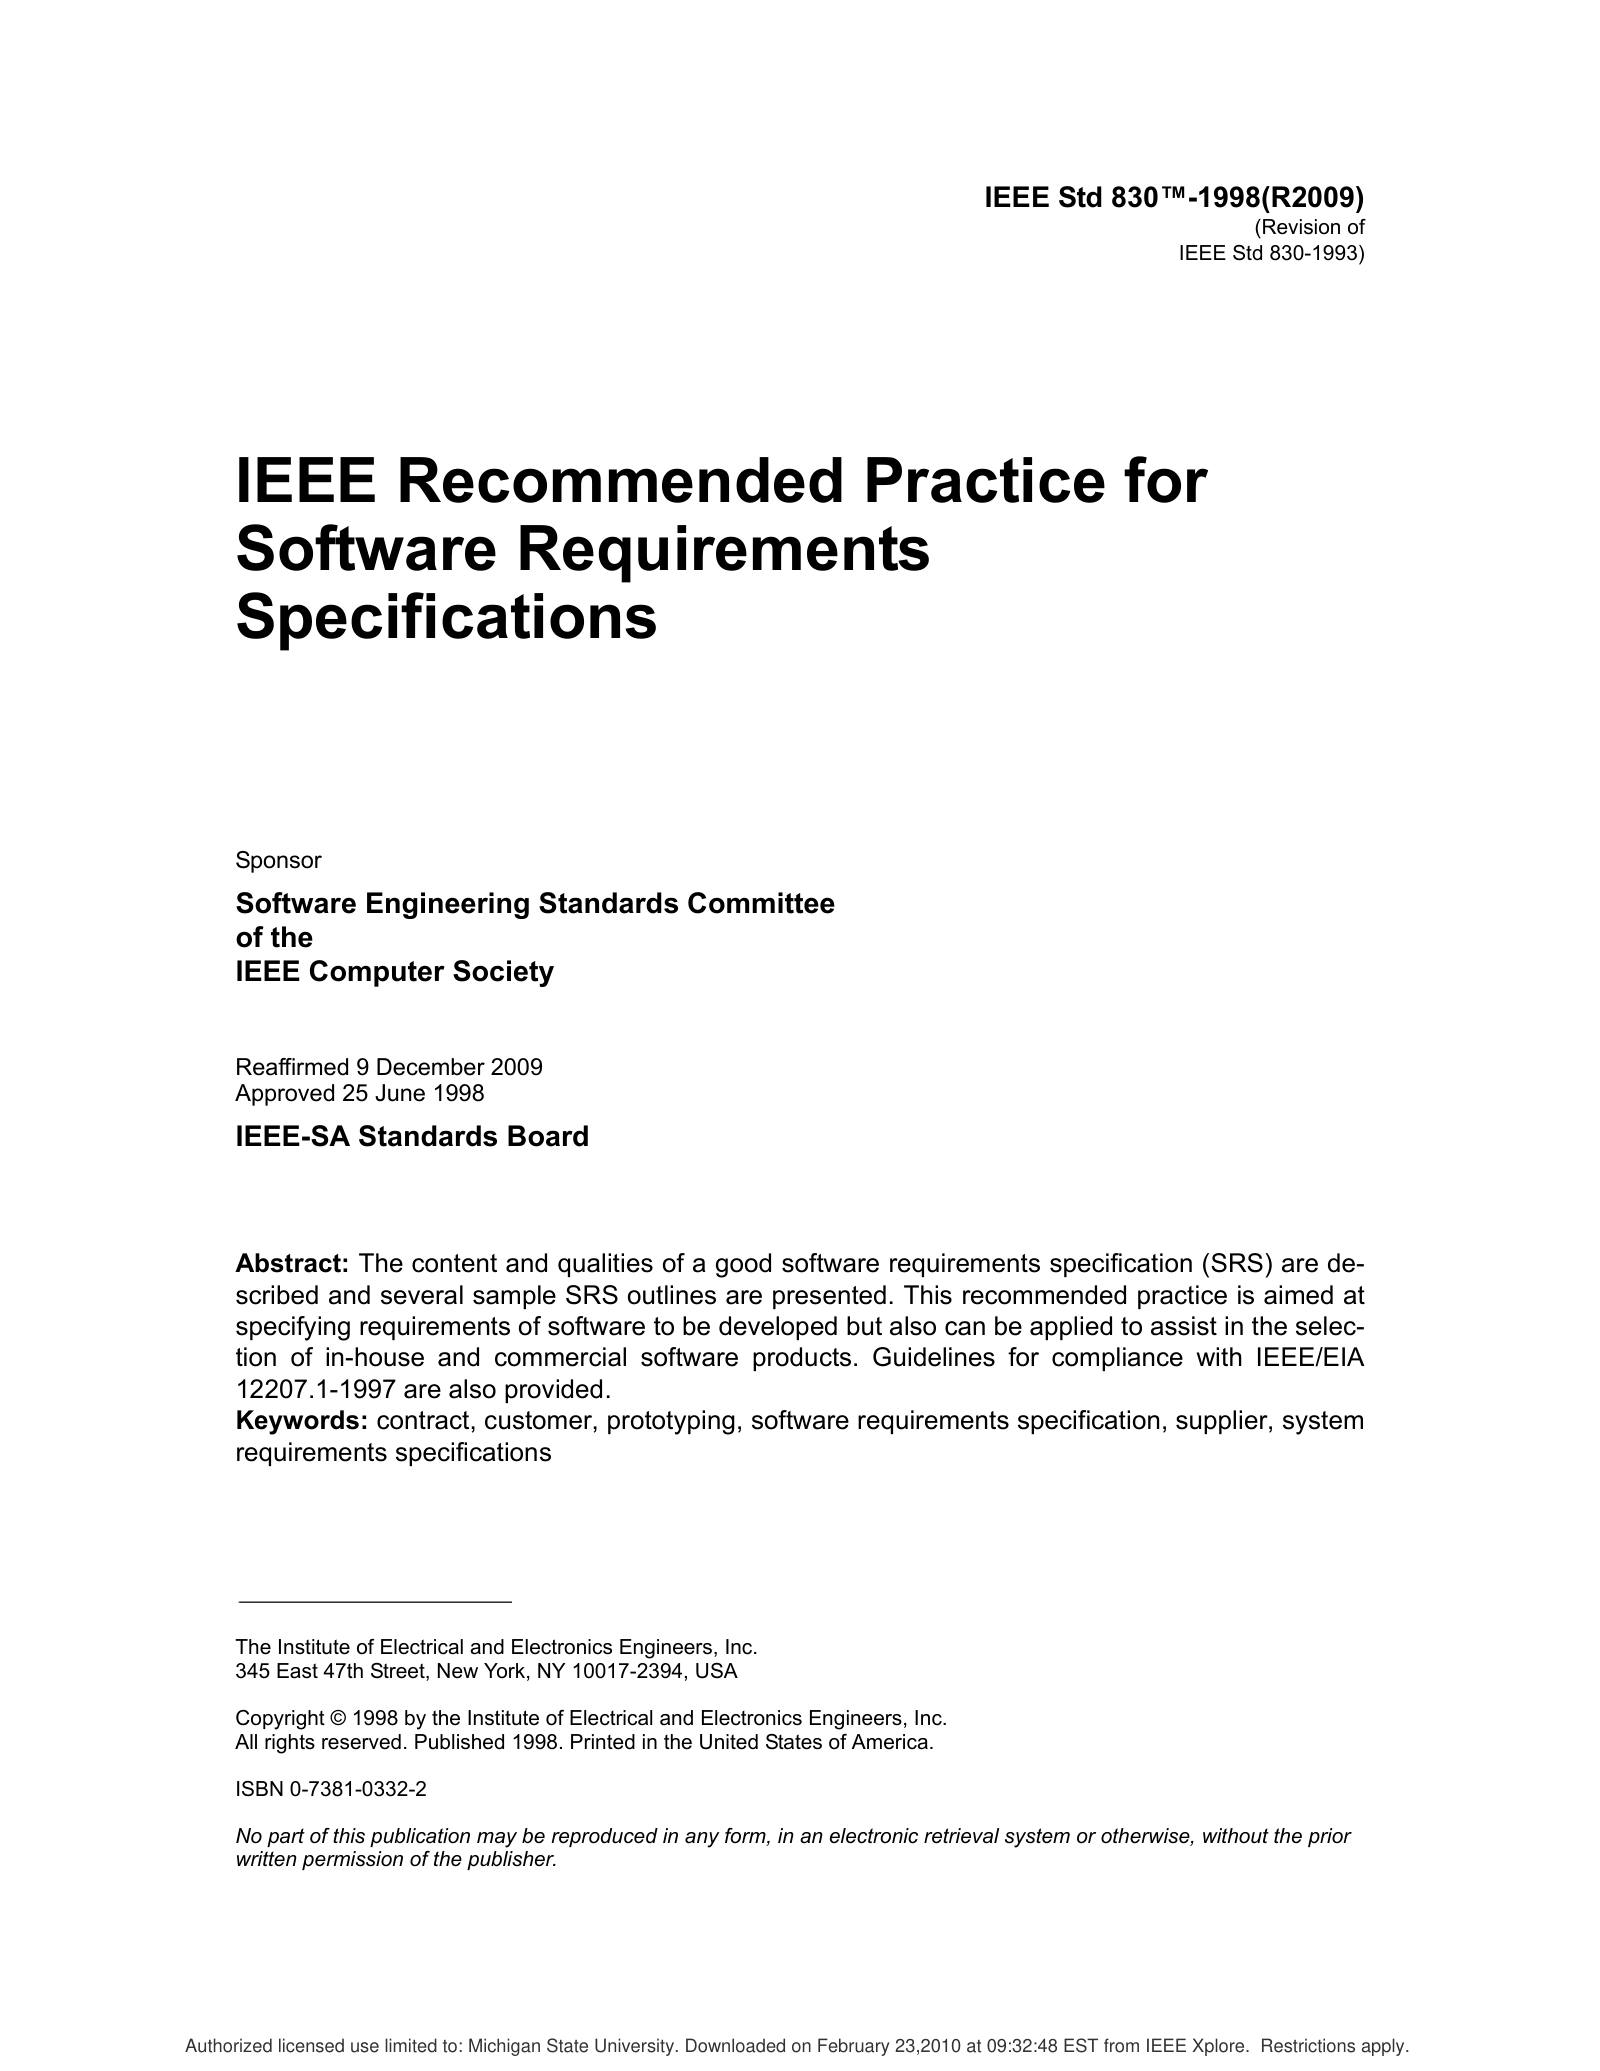 IEEE Std 830™-1998(R2009)
(Revision of
IEEE Std 830-1993)
IEEE Recommended Practice for
Software Requirements
Specifications
Sponsor
Software Engineering Standards Committee
of the
IEEE Computer Society
Reaffirmed 9 December 2009
Approved 25 June 1998
IEEE-SA Standards Board
Abstract: The content and qualities of a good software requirements specification (SRS) are de-
scribed and several sample SRS outlines are presented. This recommended practice is aimed at
specifying requirements of software to be developed but also can be applied to assist in the selec-
tion of in-house and commercial software products. Guidelines for compliance with IEEE/EIA
12207.1-1997 are also provided.
Keywords: contract, customer, prototyping, software requirements specification, supplier, system
requirements specifications
The Institute of Electrical and Electronics Engineers, Inc.
345 East 47th Street, New York, NY 10017-2394, USA
Copyright © 1998 by the Institute of Electrical and Electronics Engineers, Inc.
All rights reserved. Published 1998. Printed in the United States of America.
ISBN 0-7381-0332-2
No part of this publication may be reproduced in any form, in an electronic retrieval system or otherwise, without the prior
written permission of the publisher.
Authorized licensed use limited to: Michigan State University. Downloaded on February 23,2010 at 09:32:48 EST from IEEE Xplore.  Restrictions apply.